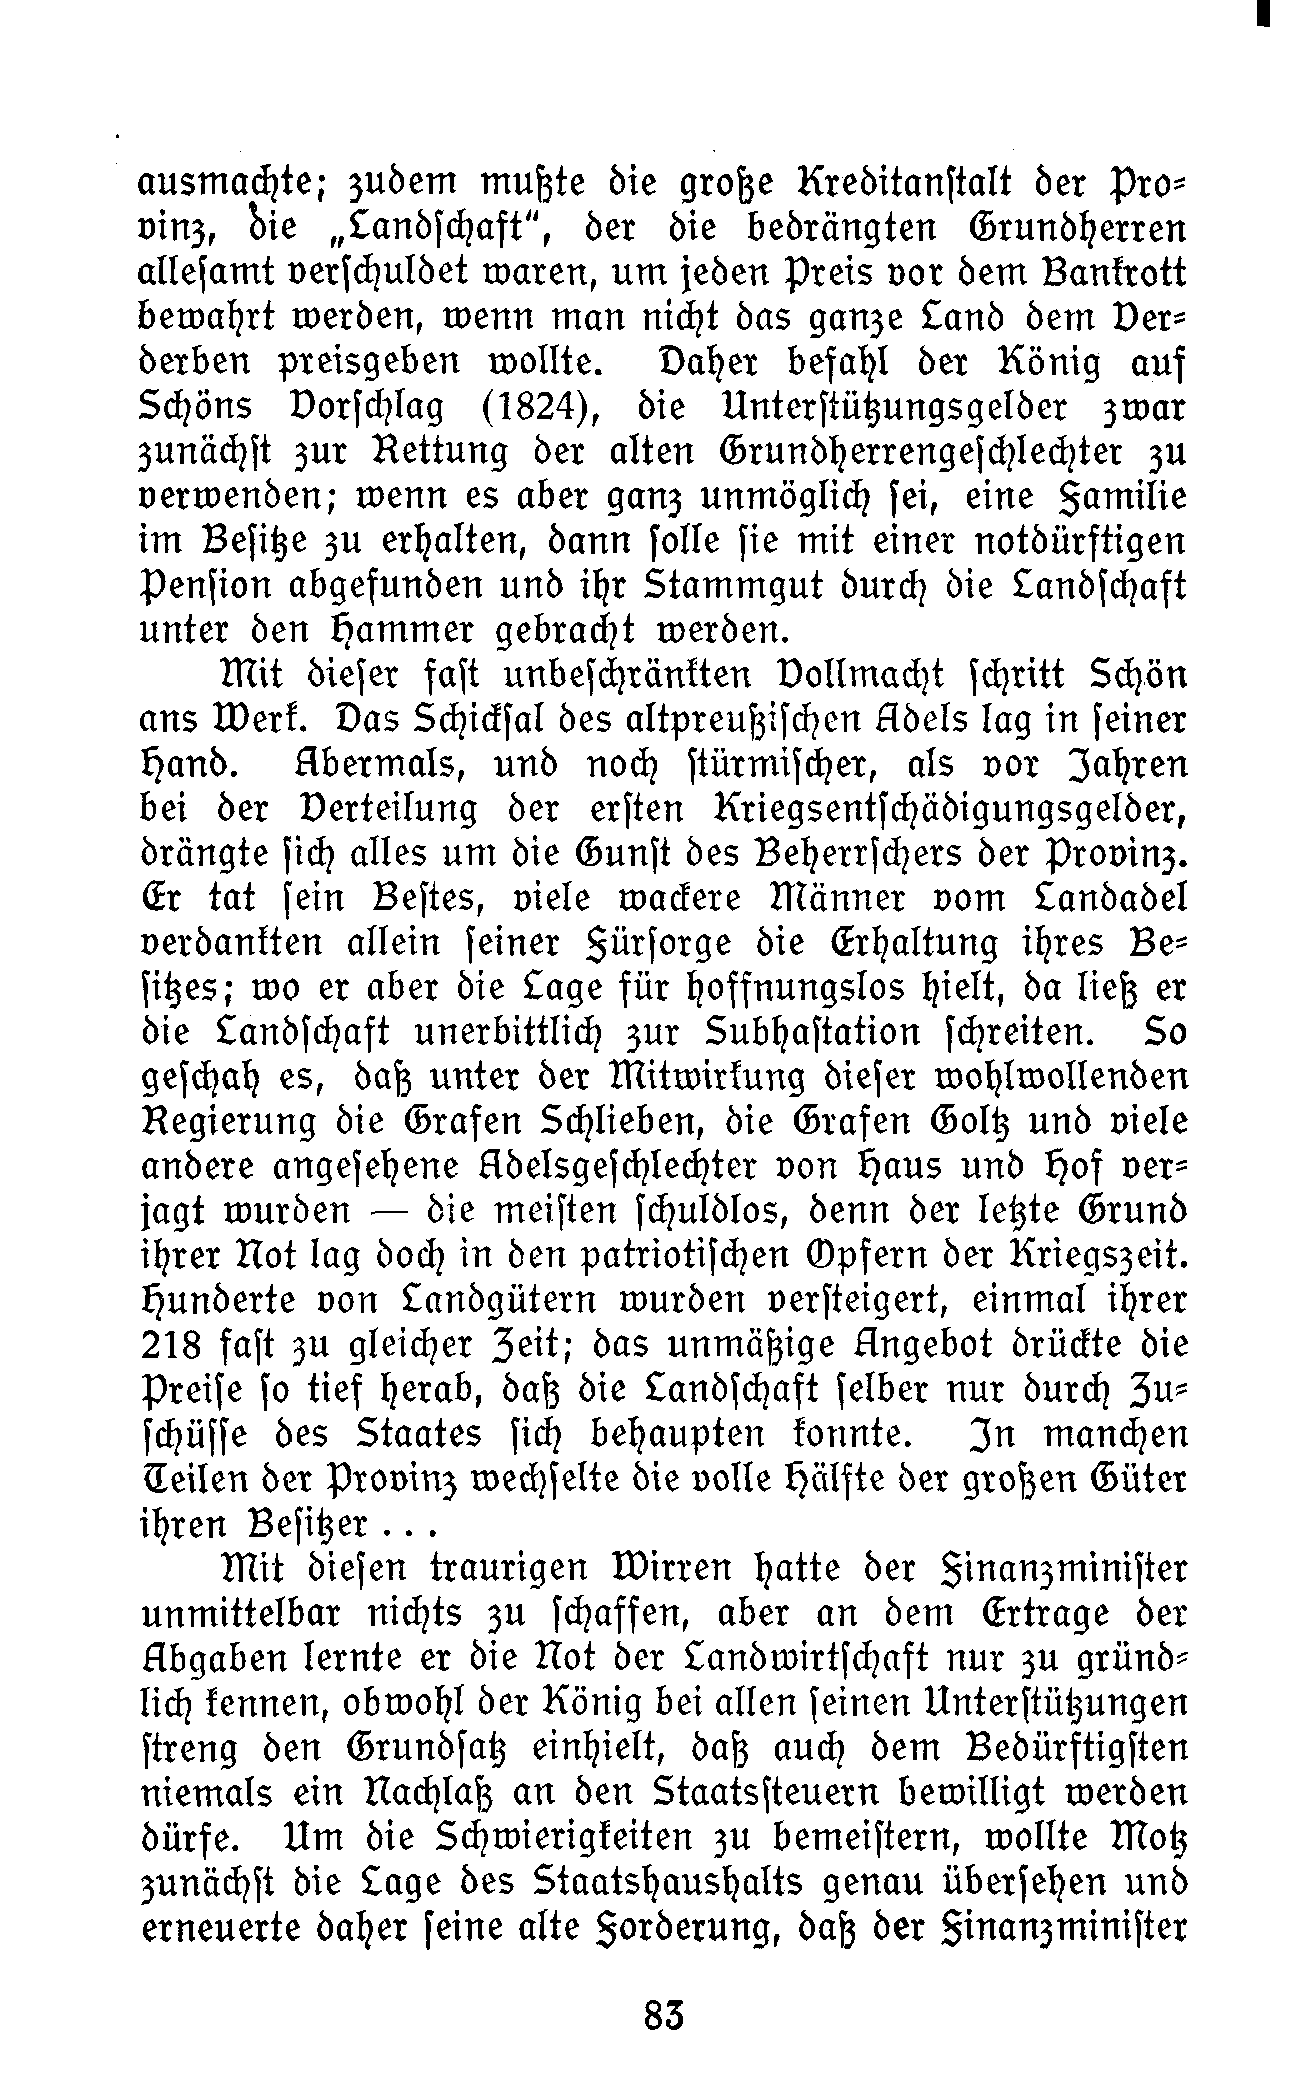 ausmachte; zudem mußte die große Kreditanstalt der Pro-
vinz, die „Landschaft“, der die bedrängten Grundherren
allesamt verschuldet waren, um jeden Preis vor dem Bankrott
bewahrt werden, wenn man nicht das ganze Land dem Ver-
derben preisgeben wollte. Daher befahl der König auf
Schöns Vorschlag (1824), die Unterstützungsgelder zwar
zunächst zur Rettung der alten Grundherrengeschlechter zu
verwenden; wenn es aber ganz unmöglich sei, eine Familie
im Besitze zu erhalten, dann solle sie mit einer notdürftigen
Pension abgefunden und ihr Stammgut durch die Landschaft
unter den Hammer gebracht werden.
Mit dieser fast unbeschränkten Vollmacht schritt Schön
ans Werk. Das Schicksal des altpreußischen Adels lag in seiner
Hand. Abermals, und noch stürmischer, als vor Jahren
bei der Verteilung der ersten Kriegsentschädigungsgelder,
drängte sich alles um die Gunst des Beherrschers der Provinz.
Er tat sein Bestes, viele wackere Männer vom Landadel
verdankten allein seiner Fürsorge die Erhaltung ihres Be-
sitzes; wo er aber die Lage für hoffnungslos hielt, da ließ er
die Landschaft unerbittlich zur Subhastation schreiten. So
geschah es, daß unter der Mitwirkung dieser wohlwollenden
Regierung die Grafen Schlieben, die Grafen Goltz und viele
andere angesehene Adelsgeschlechter von Haus und Hof ver-
jagt wurden — die meisten schuldlos, denn der letzte Grund
ihrer Not lag doch in den patriotischen Opfern der Kriegszeit.
Hunderte von Landgütern wurden versteigert, einmal ihrer
218 fast zu gleicher Zeit; das unmäßige Angebot drückte die
Preise so tief herab, daß die Landschaft selber nur durch Zu-
schüsse des Staates sich behaupten konnte. In manchen
Teilen der Provinz wechselte die volle Hälfte der großen Güter
ihren Besitzer . . .
Mit diesen traurigen Wirren hatte der Finanzminister
unmittelbar nichts zu schaffen, aber an dem Ertrage der
Abgaben lernte er die Not der Landwirtschaft nur zu gründ-
lich kennen, obwohl der König bei allen seinen Unterstützungen
streng den Grundsatz einhielt, daß auch dem Bedürftigsten
niemals ein Nachlaß an den Staatssteuern bewilligt werden
dürfe. Um die Schwierigkeiten zu bemeistern, wollte Motz
zunächst die Lage des Staatshaushalts genau übersehen und
erneuerte daher seine alte Forderung, daß der Finanzminister
83